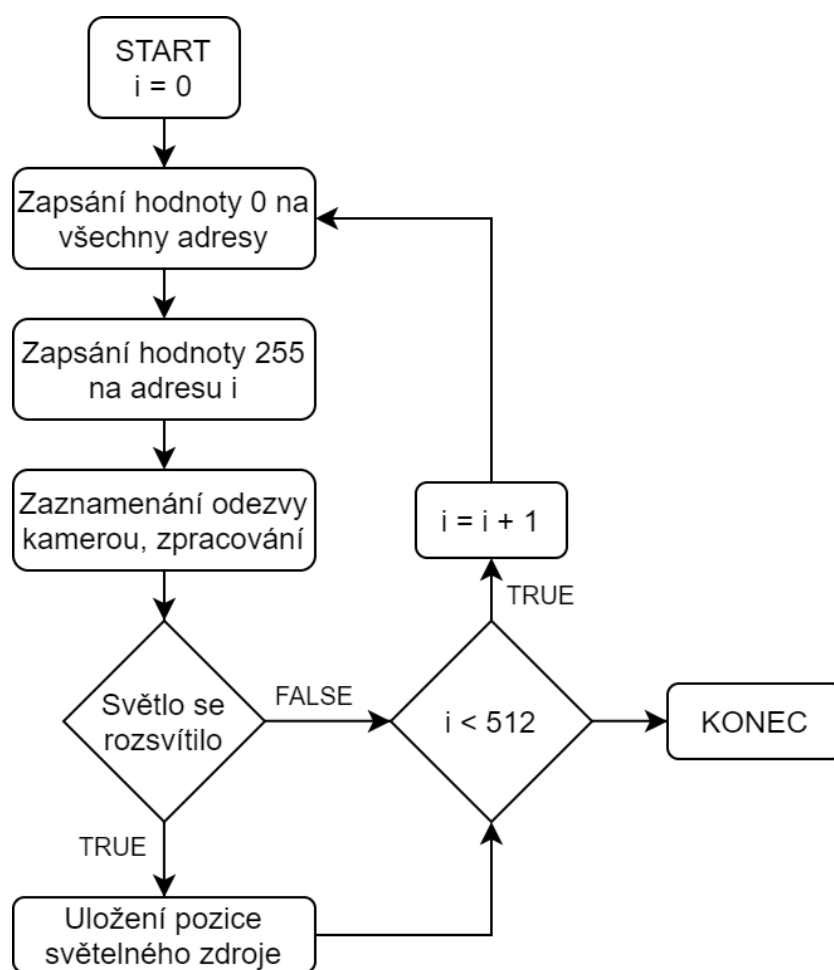 START
i = 0
Zapsání hodnoty 0 na
všechny adresy
Zapsání hodnoty 255
na adresu i
Zaznamenání odezvy
kamerou, zpracování
i = i + 1
TRUE
Světlo se
rozsvítilo
FALSE
i < 512
KONEC
TRUE
Uložení pozice
světelného zdroje